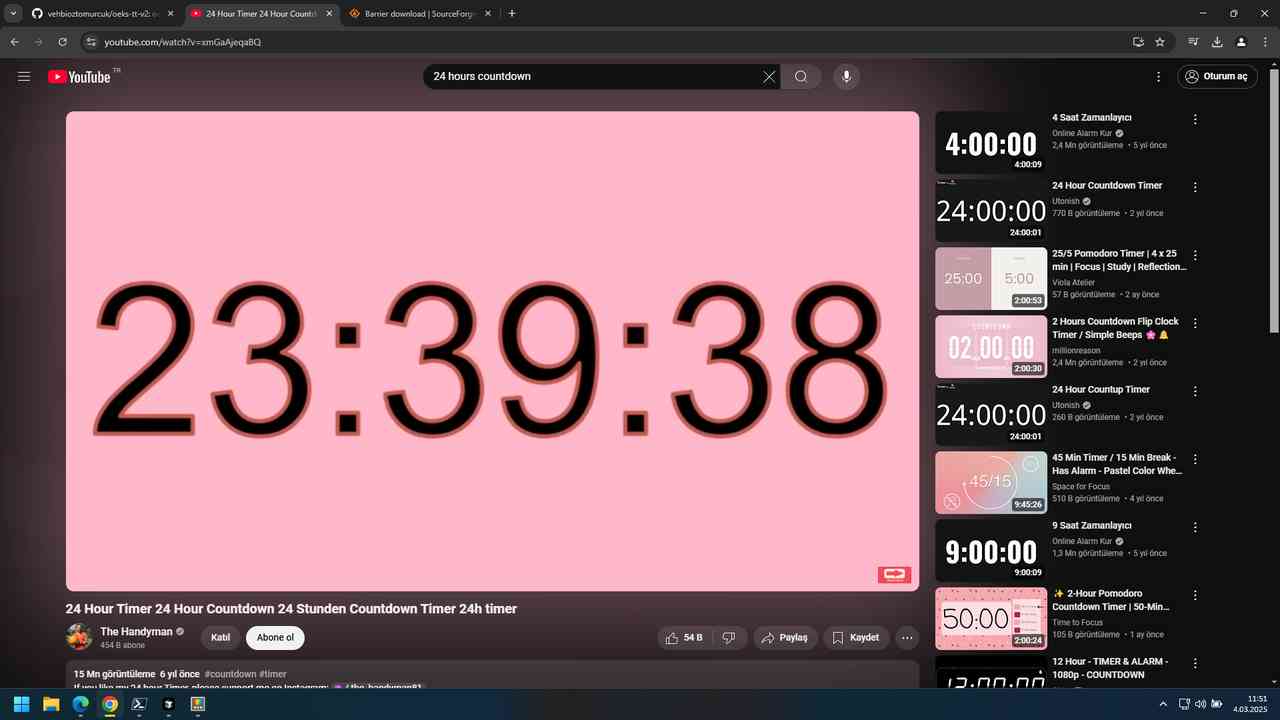 vehbioztomurcuk/oeks-tt-v2:
24 Hour Timer 24 Hour Countd
Barrier download | SourceForg
youtube.com/watch?v=xmGaAjeqaBQ
YouTube TR
24 hours countdown
Oturum aç
23:39:38
24 Hour Timer 24 Hour Countdown 24 Stunden Countdown Timer 24h timer
The Handyman
454 B abone
Katıl
Abone ol
54 B
Paylaş
Kaydet
15 Mn görüntüleme 6 yıl önce #countdown #timer
If you like my 24 hour Timer, please support me on Instagram: / the_handyman81
4:00:00
4:00:09
4 Saat Zamanlayıcı
Online Alarm Kur
2,4 Mn görüntüleme • 5 yıl önce
24:00:00
24:00:01
24 Hour Countdown Timer
Utonish
770 B görüntüleme • 2 yıl önce
25:00
5:00
2:00:53
25/5 Pomodoro Timer | 4 x 25
min | Focus | Study | Reflection...
Viola Atelier
57 B görüntüleme • 2 ay önce
COUNTDOWN
02 00 00
2:00:30
2 Hours Countdown Flip Clock
Timer / Simple Beeps 🌸 🔔
millionreason
2,4 Mn görüntüleme • 2 yıl önce
24:00:00
24:00:01
24 Hour Countup Timer
Utonish
260 B görüntüleme • 2 yıl önce
45/15
9:45:26
45 Min Timer / 15 Min Break -
Has Alarm - Pastel Color Whe...
Space for Focus
510 B görüntüleme • 4 yıl önce
9:00:00
9:00:09
9 Saat Zamanlayıcı
Online Alarm Kur
1,3 Mn görüntüleme • 5 yıl önce
50:00
2:00:24
✨ 2-Hour Pomodoro
Countdown Timer | 50-Min...
Time to Focus
105 B görüntüleme • 1 ay önce
12:00:00
12 Hour - TIMER & ALARM -
1080p - COUNTDOWN
11:51
4.03.2025